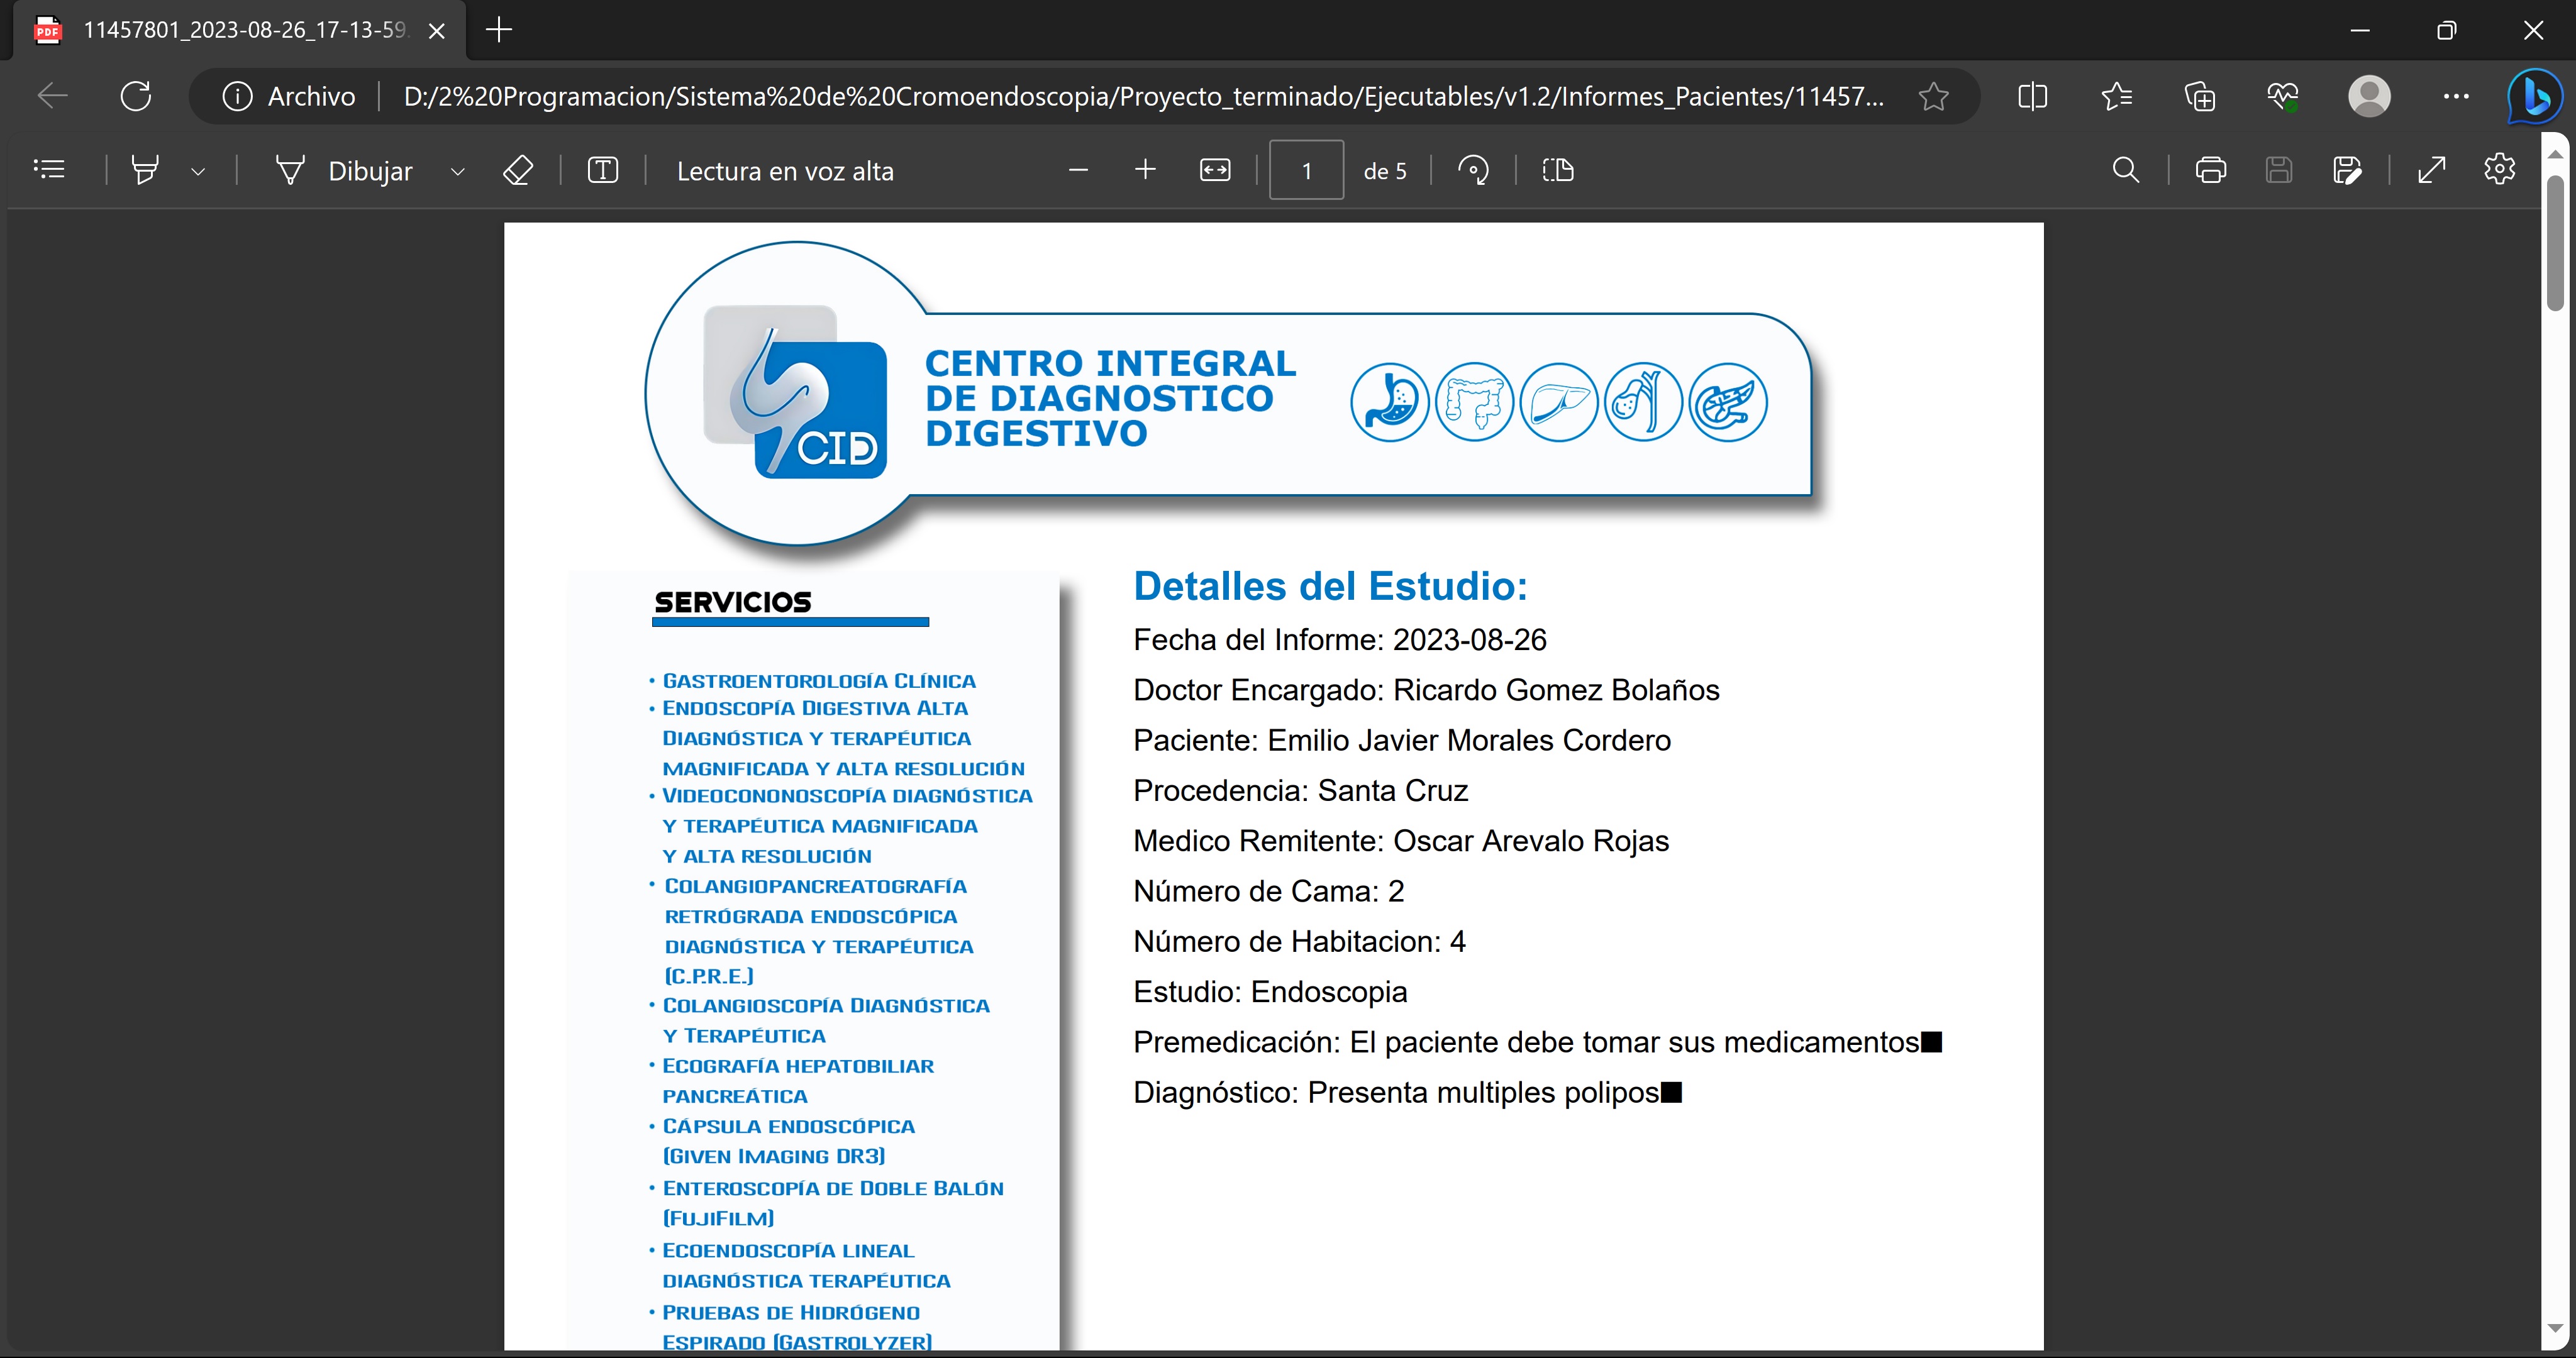 11457801_2023-08-26_17-13-59.
Archivo
D:/2%20Programacion/Sistema%20de%20Cromoendoscopia/Proyecto_terminado/Ejecutables/v1.2/Informes_Pacientes/11457...
Dibujar
Lectura en voz alta
1
de 5
CID
CENTRO INTEGRAL
DE DIAGNOSTICO
DIGESTIVO
SERVICIOS
• GASTROENTOROLOGÍA CLÍNICA
• ENDOSCOPÍA DIGESTIVA ALTA
DIAGNÓSTICA Y TERAPÉUTICA
MAGNIFICADA Y ALTA RESOLUCIÓN
• VIDEOCONONOSCOPÍA DIAGNÓSTICA
Y TERAPÉUTICA MAGNIFICADA
Y ALTA RESOLUCIÓN
• COLANGIOPANCREATOGRAFÍA
RETRÓGRADA ENDOSCÓPICA
DIAGNÓSTICA Y TERAPÉUTICA
(C.P.R.E.)
• COLANGIOSCOPÍA DIAGNÓSTICA
Y TERAPÉUTICA
• ECOGRAFÍA HEPATOBILIAR
PANCREÁTICA
• CÁPSULA ENDOSCÓPICA
(GIVEN IMAGING DR3)
• ENTEROSCOPÍA DE DOBLE BALÓN
(FUJIFILM)
• ECOENDOSCOPÍA LINEAL
DIAGNÓSTICA TERAPÉUTICA
• PRUEBAS DE HIDRÓGENO
ESPIRADO (GASTROLYZER)
Detalles del Estudio:
Fecha del Informe: 2023-08-26
Doctor Encargado: Ricardo Gomez Bolaños
Paciente: Emilio Javier Morales Cordero
Procedencia: Santa Cruz
Medico Remitente: Oscar Arevalo Rojas
Número de Cama: 2
Número de Habitacion: 4
Estudio: Endoscopia
Premedicación: El paciente debe tomar sus medicamentos■
Diagnóstico: Presenta multiples polipos■